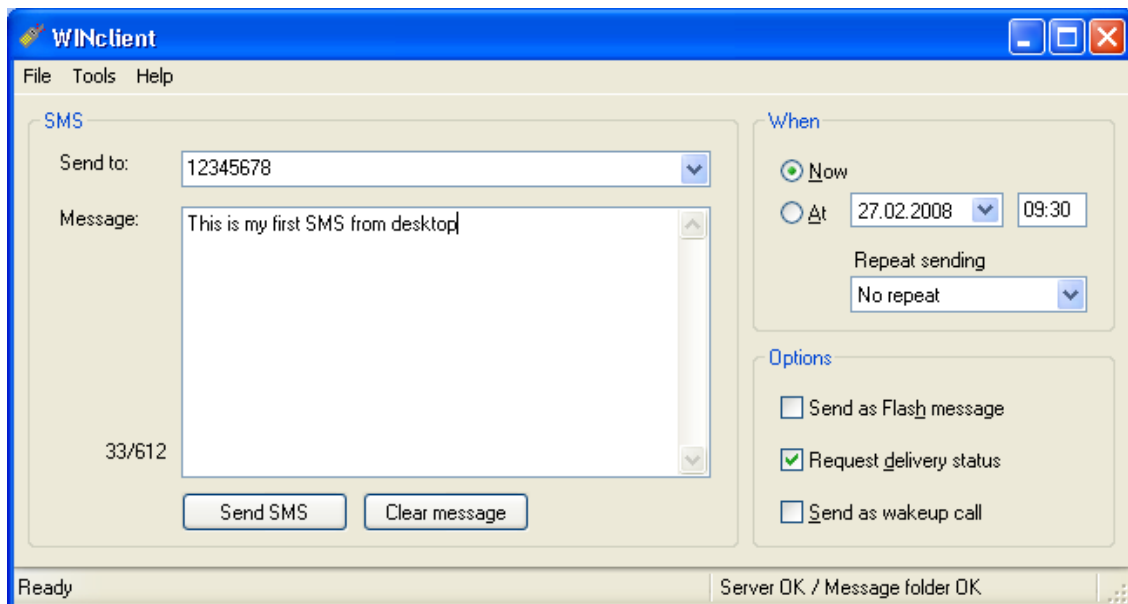 WINclient
File Tools Help
SMS
Send to: 12345678
Message: This is my first SMS from desktop
33/612
Send SMS Clear message
When
Now
At 27.02.2008 09:30
Repeat sending
No repeat
Options
Send as Flash message
Request delivery status
Send as wakeup call
Ready Server OK / Message folder OK